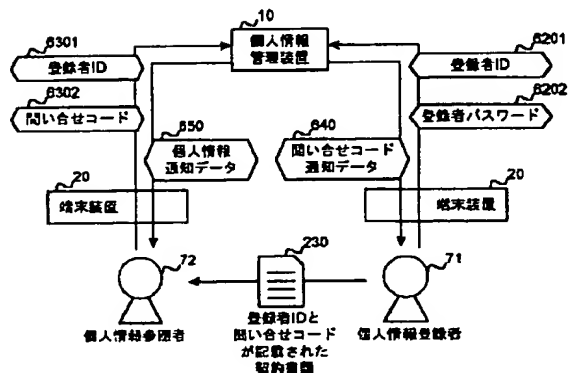 10
個人情報
管理装置
6301
登録者ID
6302
問い合せコード
6201
登録者ID
6202
登録者パスワード
650
個人情報
通知データ
640
問い合せコード
通知データ
20
端末装置
20
端末装置
72
個人情報参照者
230
登録者IDと
問い合せコード
が記載された
契約書類
71
個人情報登録者